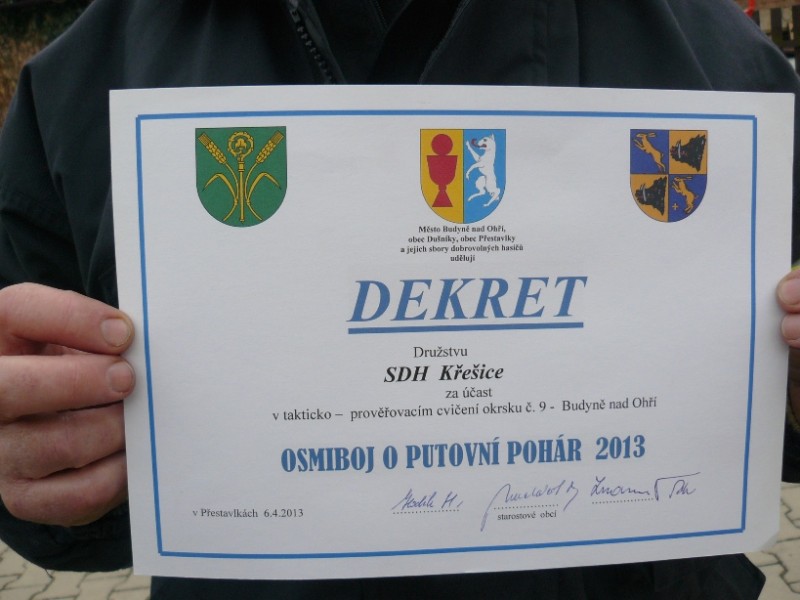 Město Budyně nad Ohří,
obec Dušníky, obec Přestavlky
a jejich sbory dobrovolných hasičů
udělují
DEKRET
Družstvu
SDH Křešice
za účast
v takticko – prověřovacím cvičení okrsku č. 9 - Budyně nad Ohří
OSMIBOJ O PUTOVNÍ POHÁR 2013
v Přestavlkách 6.4.2013
starostové obcí